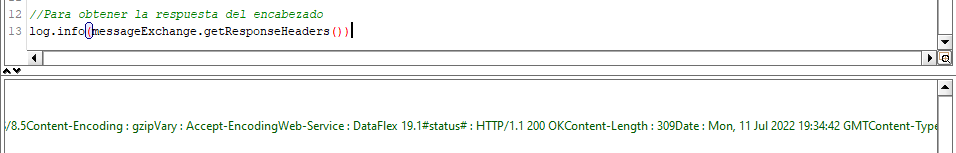 12 //Para obtener la respuesta del encabezado
13 log.info(messageExchange.getResponseHeaders())
/8.5Content-Encoding : gzipVary : Accept-EncodingWeb-Service : DataFlex 19.1#status# : HTTP/1.1 200 OKContent-Length : 309Date : Mon, 11 Jul 2022 19:34:42 GMTContent-Type